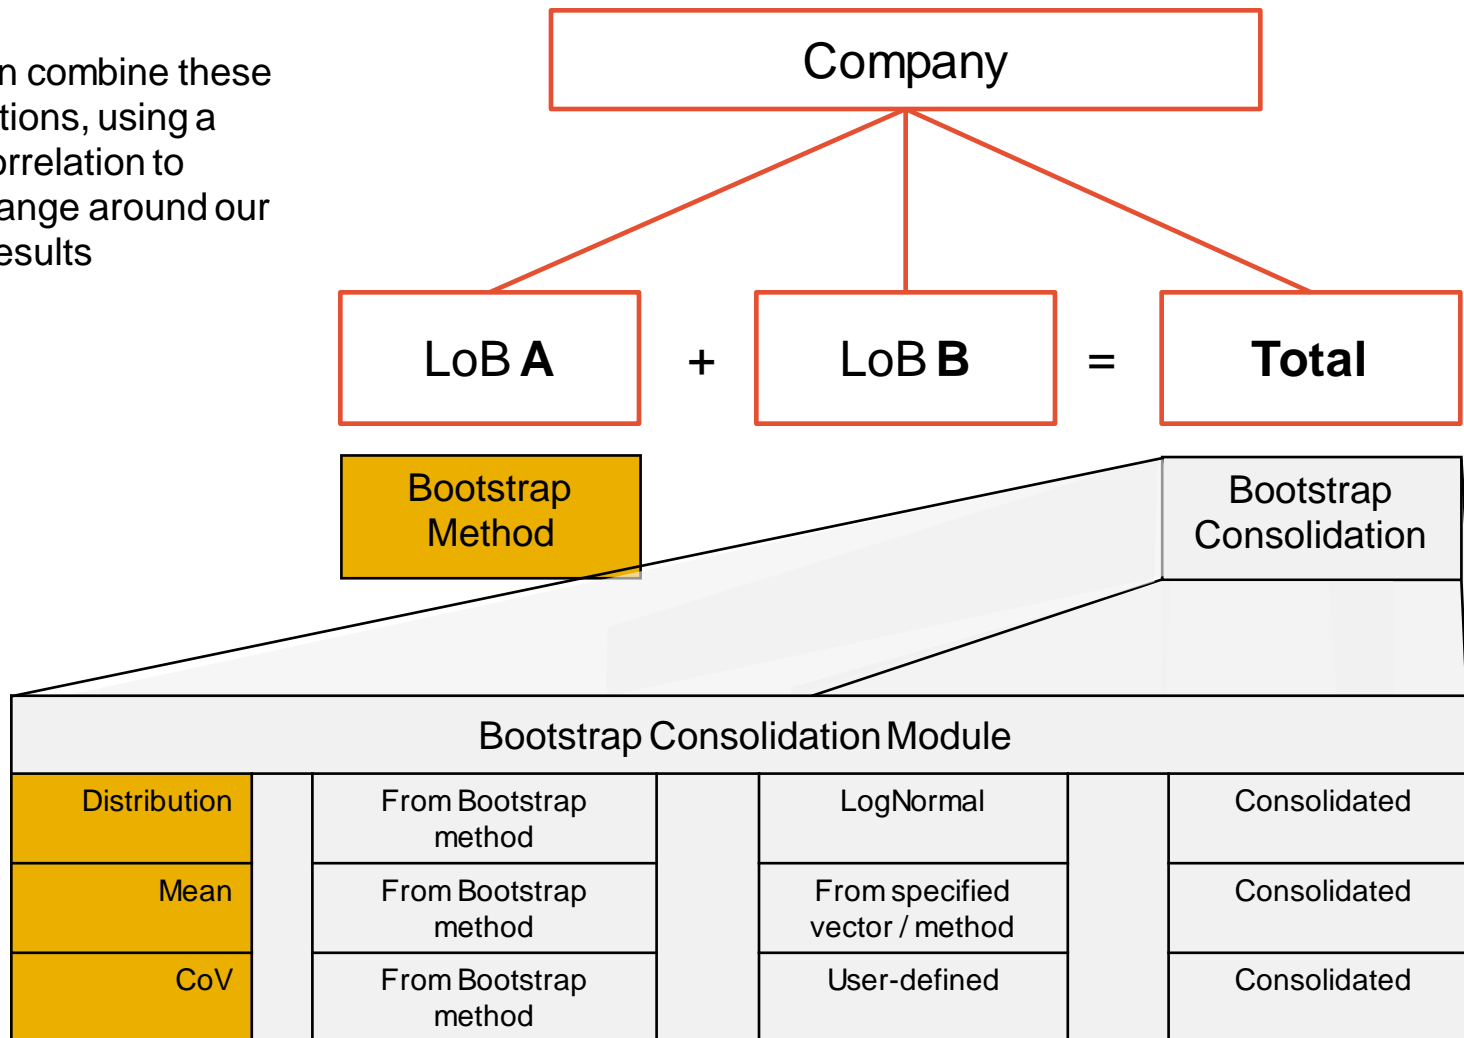 Company
n combine these
tions, using a
orrelation to
ange around our
esults
LoB A + LoB B = Total
Bootstrap
Method
Bootstrap
Consolidation
Bootstrap Consolidation Module
Distribution
From Bootstrap
method
LogNormal
Consolidated
Mean
From Bootstrap
method
From specified
vector / method
Consolidated
CoV
From Bootstrap
method
User-defined
Consolidated